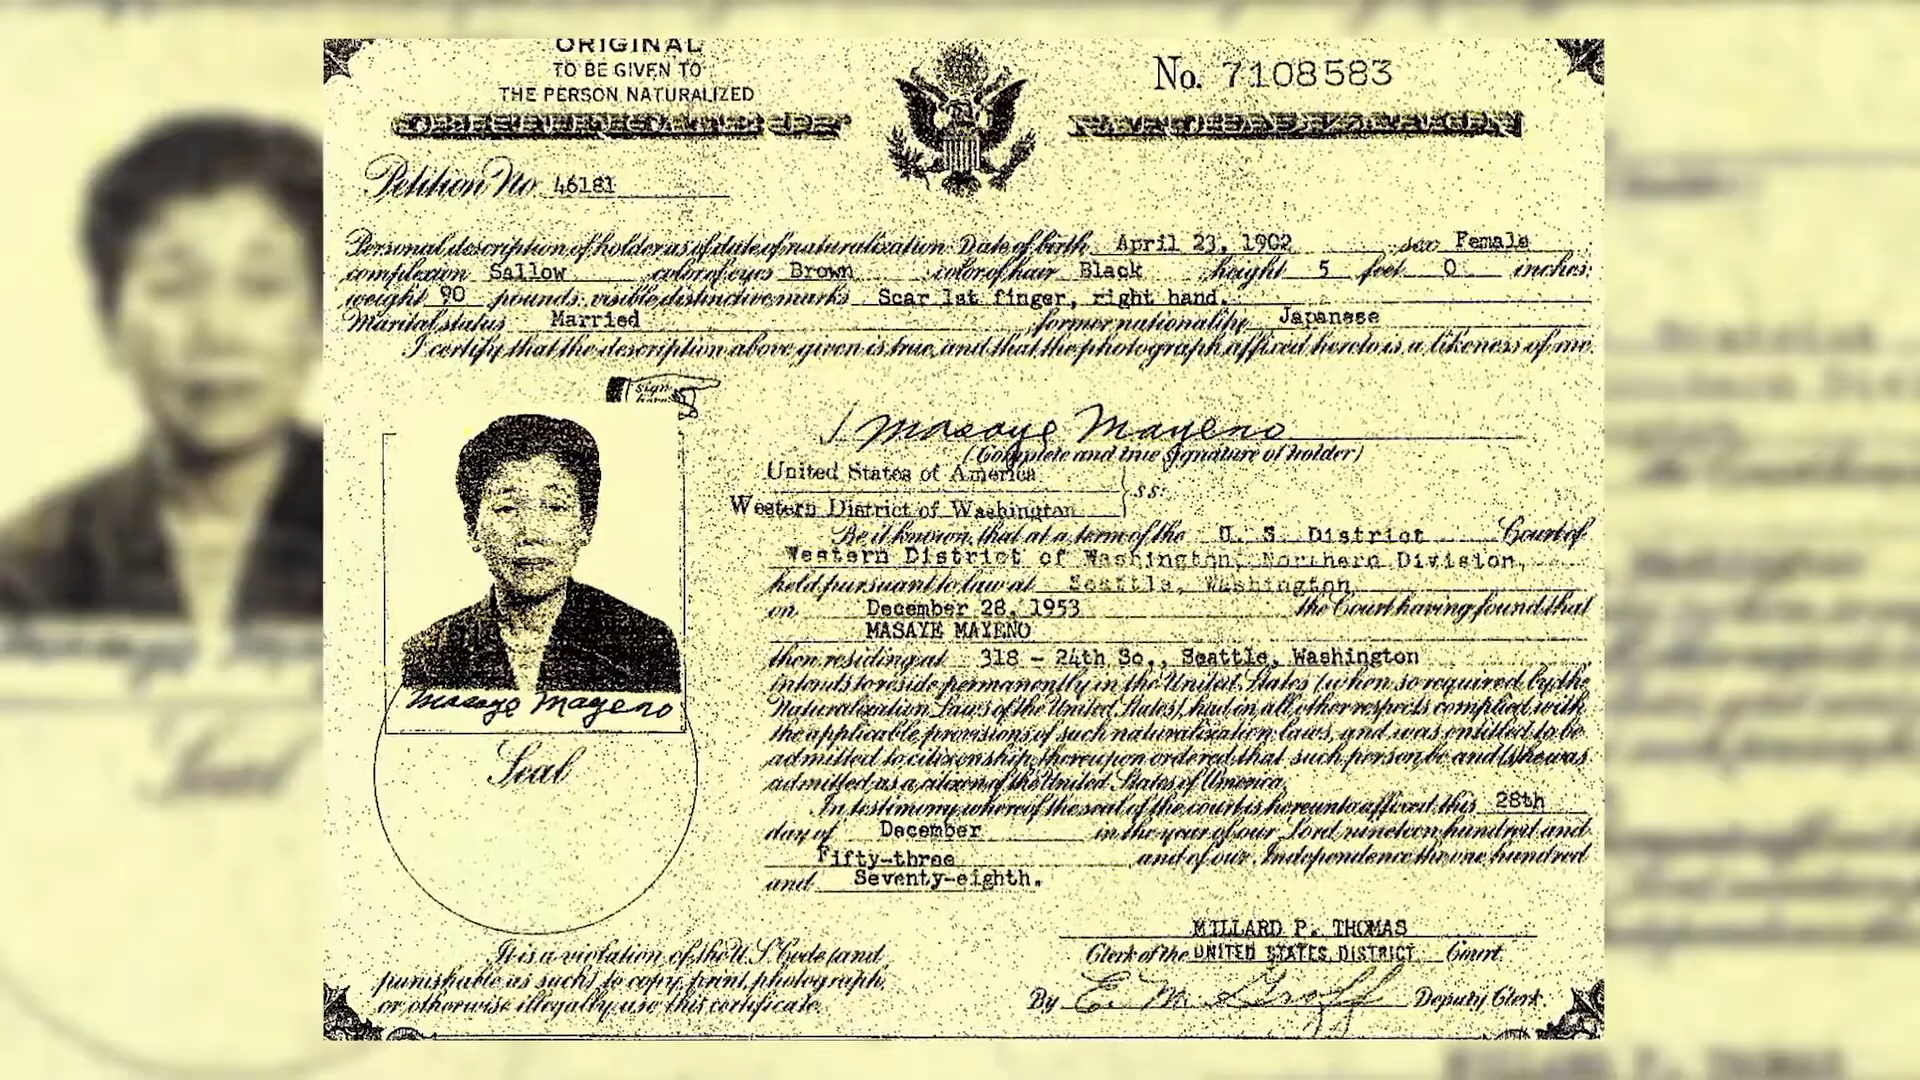 ORIGINAL
TO BE GIVEN TO
THE PERSON NATURALIZED
No. 7108583
Petition No. 46181
Personal description of holder as of date of naturalization: Date of birth April 23, 1902 sex Female
complexion Sallow color of eyes Brown color of hair Black height 5 feet 0 inches;
weight 90 pounds; visible distinctive marks Scar 1st finger, right hand.
Marital status Married former nationality Japanese
I certify that the description above given is true, and that the photograph affixed hereto is a likeness of me.
sign here
Masaye Mayeno
(Complete and true signature of holder)
United States of America
Western District of Washington } ss:
Be it known, that at a term of the U. S. District Court of
Western District of Washington, Northern Division,
held pursuant to law at Seattle, Washington
on December 28, 1953 the Court having found that
MASAYE MAYENO
then residing at 318 - 24th So., Seattle, Washington
intends to reside permanently in the United States (when so required by the
Naturalization Laws of the United States), had in all other respects complied with
the applicable provisions of such naturalization laws, and was entitled to be
admitted to citizenship, thereupon ordered that such person be and (s)he was
admitted as a citizen of the United States of America.
In testimony whereof the seal of the court is hereunto affixed this 28th
day of December in the year of our Lord nineteen hundred and
Fifty-three and of our Independence the one hundred
and Seventy-eighth.
Masaye Mayeno
Seal
It is a violation of the U.S. Code (and
punishable as such) to copy, print, photograph,
or otherwise illegally use this certificate.
MILLARD P. THOMAS
Clerk of the UNITED STATES DISTRICT Court.
By E. M. Deputy Clerk.